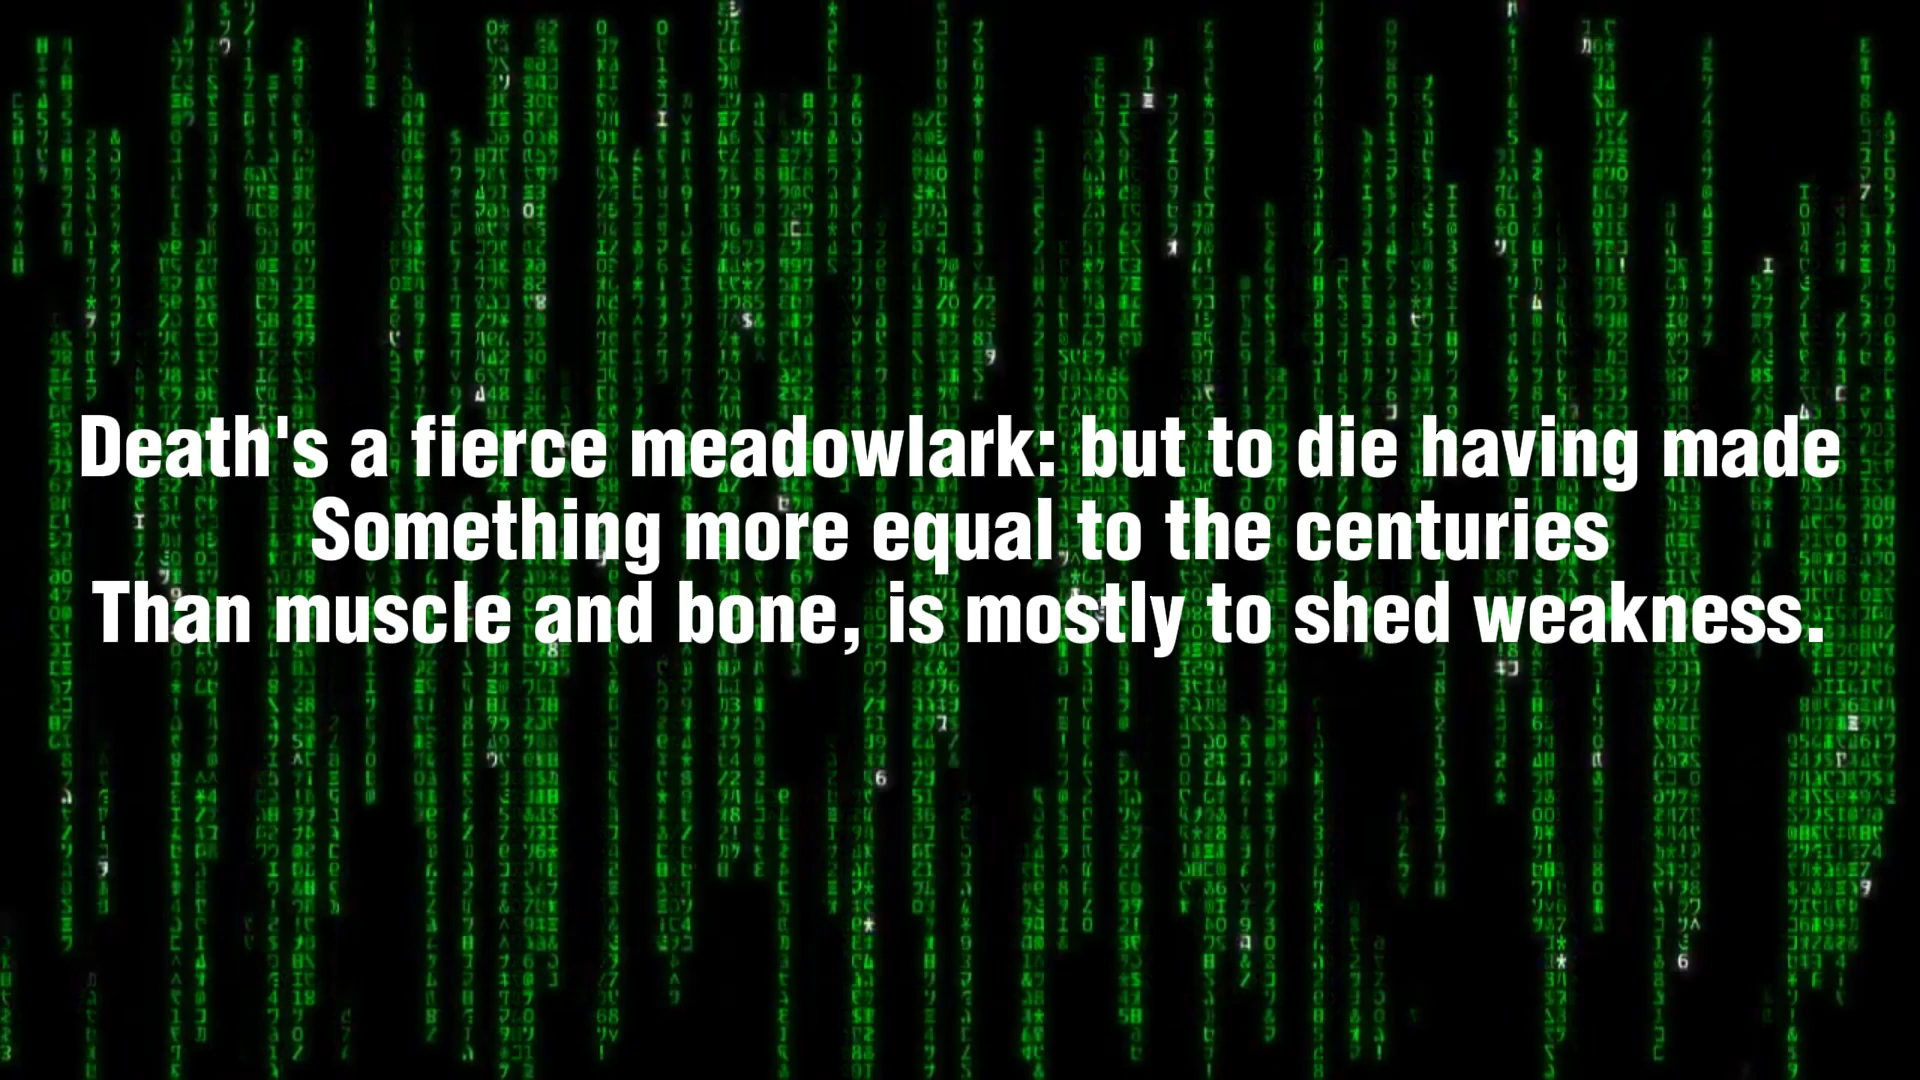 Death's a fierce meadowlark: but to die having made
Something more equal to the centuries
Than muscle and bone, is mostly to shed weakness.